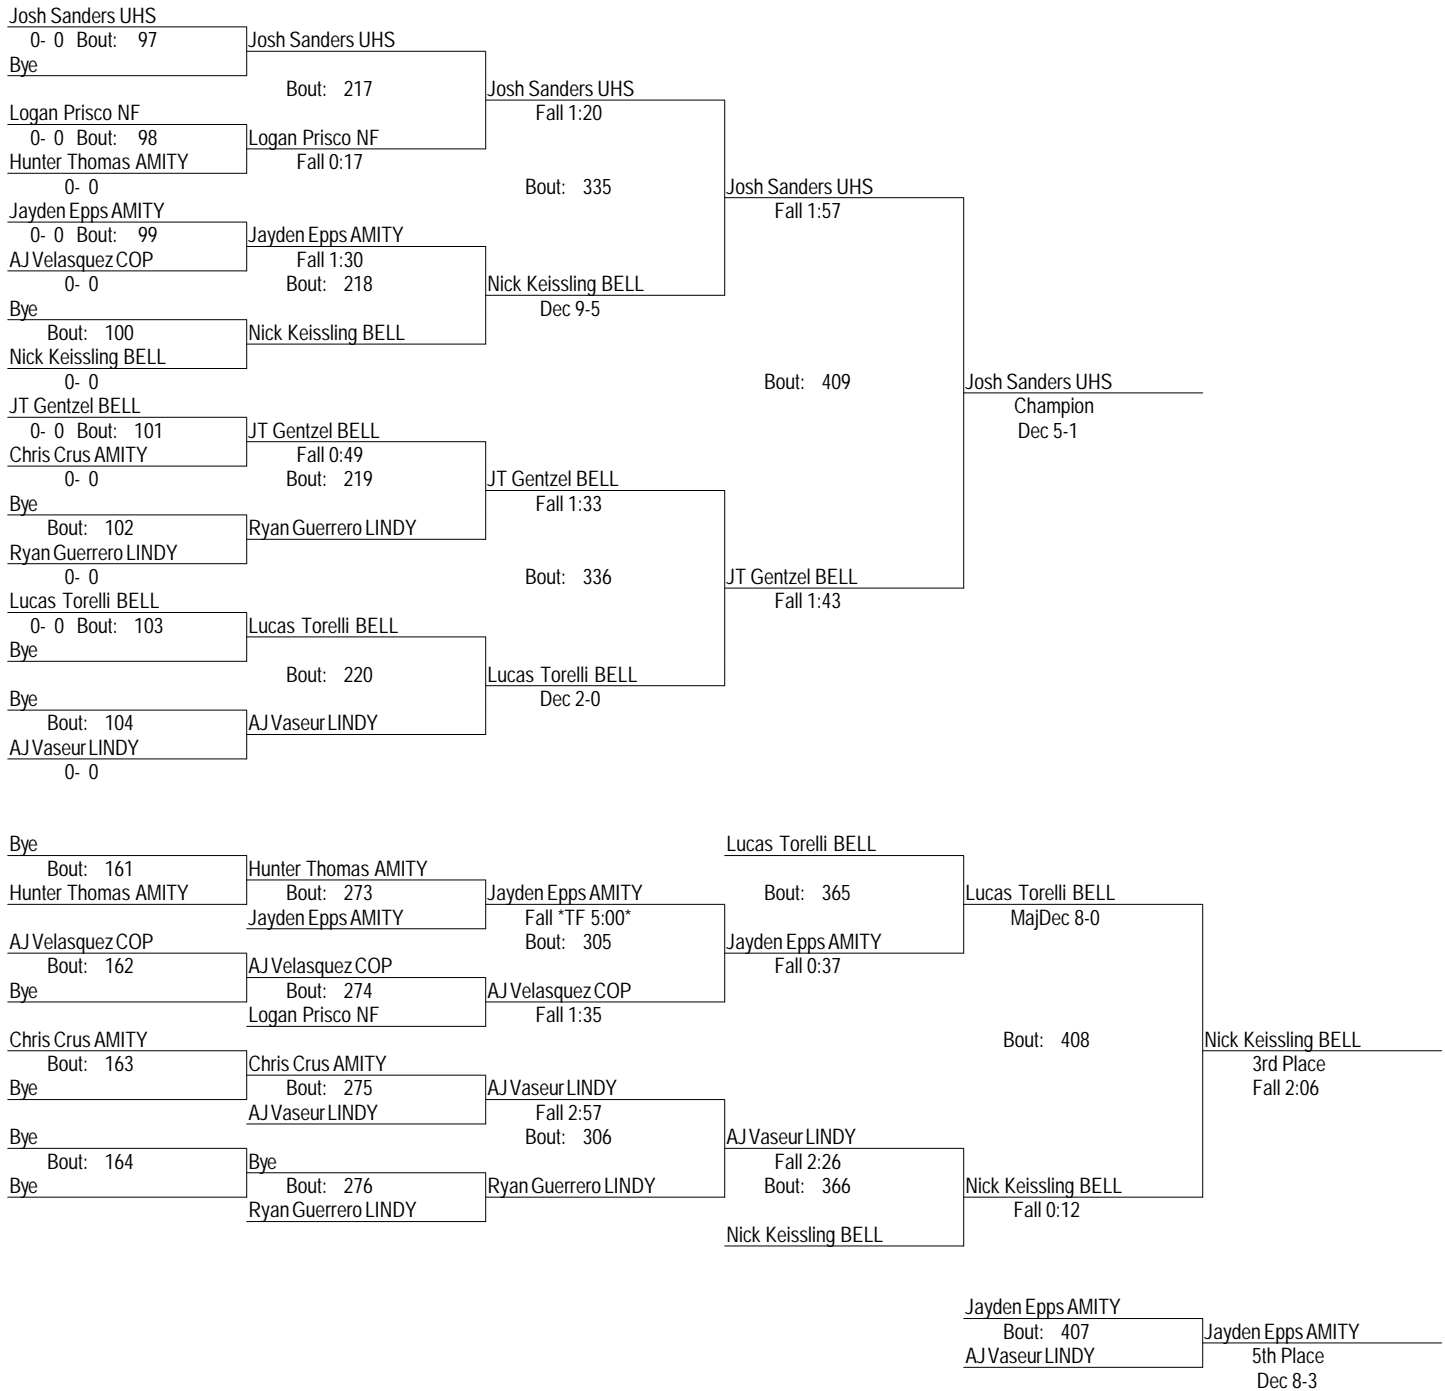 Josh Sanders UHS
0- 0 Bout: 97 Josh Sanders UHS
Bye
Bout: 217 Josh Sanders UHS
Logan Prisco NF Fall 1:20
0- 0 Bout: 98 Logan Prisco NF
Hunter Thomas AMITY Fall 0:17
0- 0 Bout: 335 Josh Sanders UHS
Jayden Epps AMITY Fall 1:57
0- 0 Bout: 99 Jayden Epps AMITY
AJ Velasquez COP Fall 1:30
0- 0 Bout: 218 Nick Keissling BELL
Bye Dec 9-5
Bout: 100 Nick Keissling BELL
Nick Keissling BELL
0- 0 Bout: 409 Josh Sanders UHS
JT Gentzel BELL Champion
0- 0 Bout: 101 JT Gentzel BELL Dec 5-1
Chris Crus AMITY Fall 0:49
0- 0 Bout: 219 JT Gentzel BELL
Bye Fall 1:33
Bout: 102 Ryan Guerrero LINDY
Ryan Guerrero LINDY
0- 0 Bout: 336 JT Gentzel BELL
Lucas Torelli BELL Fall 1:43
0- 0 Bout: 103 Lucas Torelli BELL
Bye
Bout: 220 Lucas Torelli BELL
Bye Dec 2-0
Bout: 104 AJ Vaseur LINDY
AJ Vaseur LINDY
0- 0
Bye Lucas Torelli BELL
Bout: 161 Hunter Thomas AMITY
Hunter Thomas AMITY Bout: 273 Jayden Epps AMITY Bout: 365 Lucas Torelli BELL
Jayden Epps AMITY Fall *TF 5:00* MajDec 8-0
AJ Velasquez COP Bout: 305 Jayden Epps AMITY
Bout: 162 AJ Velasquez COP Fall 0:37
Bye Bout: 274 AJ Velasquez COP
Logan Prisco NF Fall 1:35
Chris Crus AMITY Bout: 408 Nick Keissling BELL
Bout: 163 Chris Crus AMITY 3rd Place
Bye Bout: 275 AJ Vaseur LINDY Fall 2:06
AJ Vaseur LINDY Fall 2:57
Bye Bout: 306 AJ Vaseur LINDY
Bout: 164 Bye Fall 2:26
Bye Bout: 276 Ryan Guerrero LINDY Bout: 366 Nick Keissling BELL
Ryan Guerrero LINDY Fall 0:12
Nick Keissling BELL
Jayden Epps AMITY
Bout: 407 Jayden Epps AMITY
AJ Vaseur LINDY 5th Place
Dec 8-3